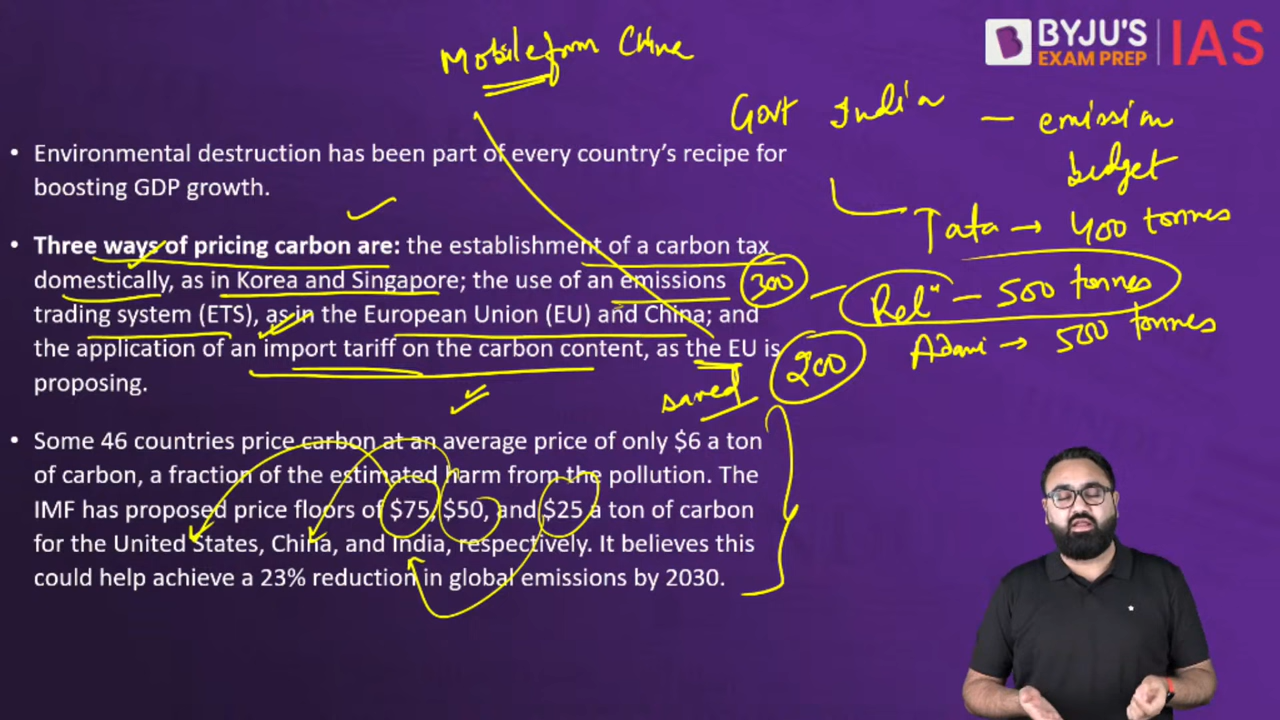 Mobile from China
BYJU'S
EXAM PREP
IAS
Govt India — emission
budget
Tata → 400 tonnes
300 — Relⁿ — 500 tonnes
Adani → 500 tonnes
200
saved
• Environmental destruction has been part of every country's recipe for
boosting GDP growth.
• Three ways of pricing carbon are: the establishment of a carbon tax
domestically, as in Korea and Singapore; the use of an emissions
trading system (ETS), as in the European Union (EU) and China; and
the application of an import tariff on the carbon content, as the EU is
proposing.
• Some 46 countries price carbon at an average price of only $6 a ton
of carbon, a fraction of the estimated harm from the pollution. The
IMF has proposed price floors of $75, $50, and $25 a ton of carbon
for the United States, China, and India, respectively. It believes this
could help achieve a 23% reduction in global emissions by 2030.